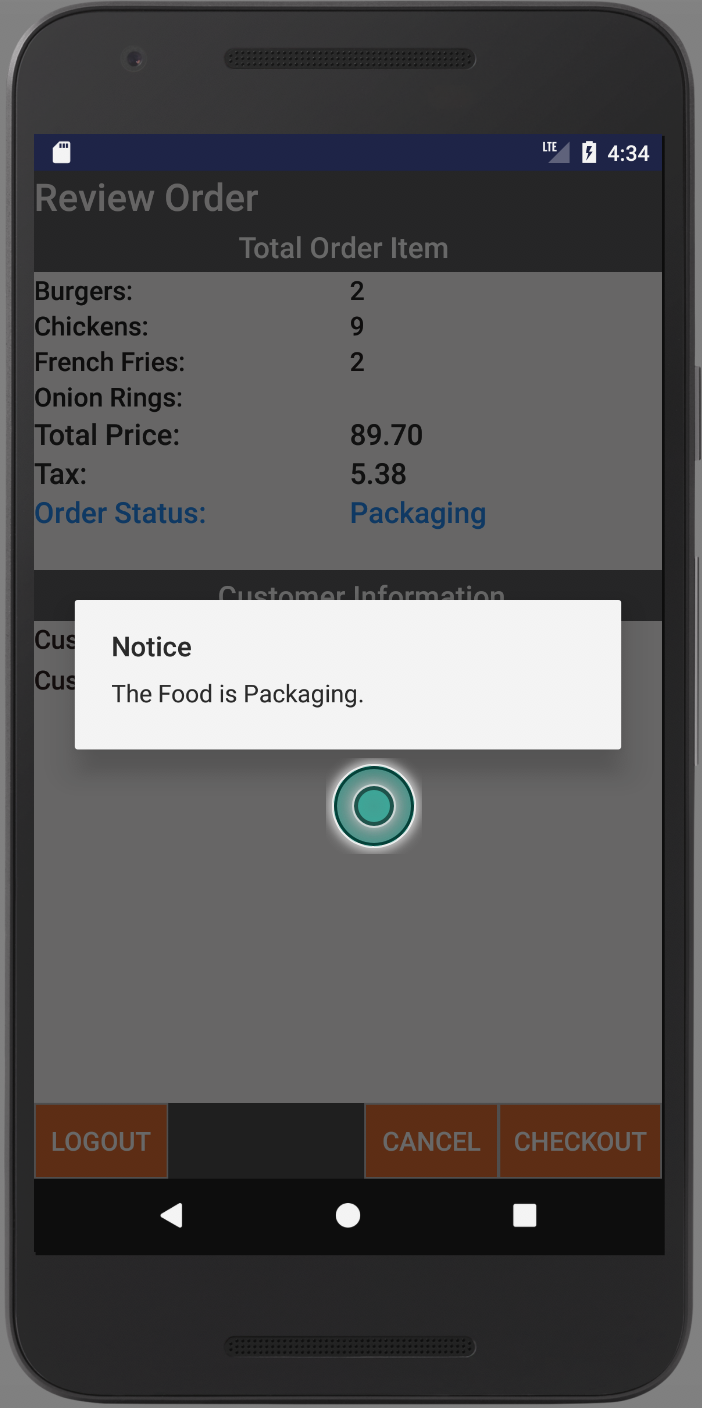 LTE 4:34
Review Order
Total Order Item
Burgers: 2
Chickens: 9
French Fries: 2
Onion Rings:
Total Price: 89.70
Tax: 5.38
Order Status: Packaging
Customer Information
Notice
The Food is Packaging.
LOGOUT CANCEL CHECKOUT